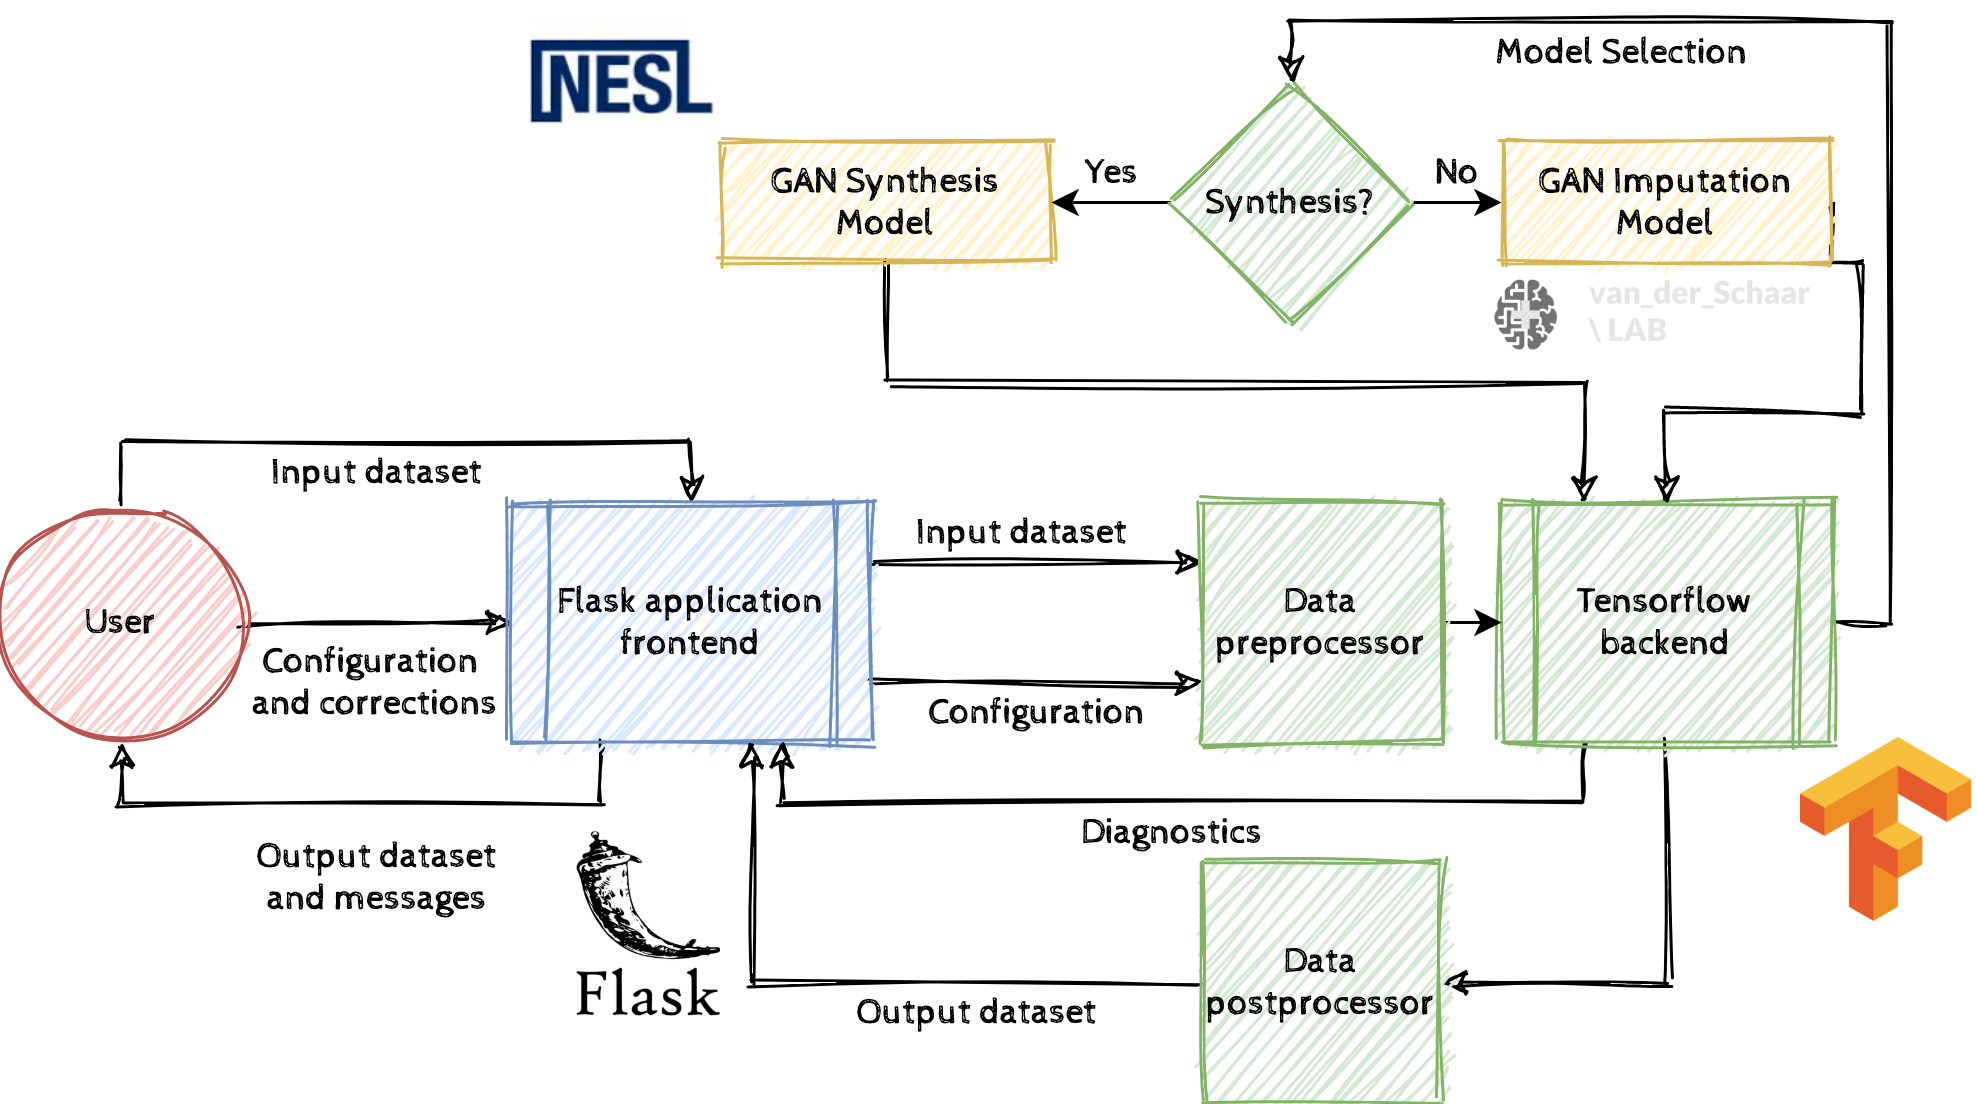 NESL
Model Selection
GAN Synthesis
Model
Yes
Synthesis?
No
GAN Imputation
Model
van_der_Schaar
\ LAB
Input dataset
User
Configuration
and corrections
Flask application
frontend
Input dataset
Configuration
Data
preprocessor
Tensorflow
backend
Output dataset
and messages
Diagnostics
Flask
Output dataset
Data
postprocessor